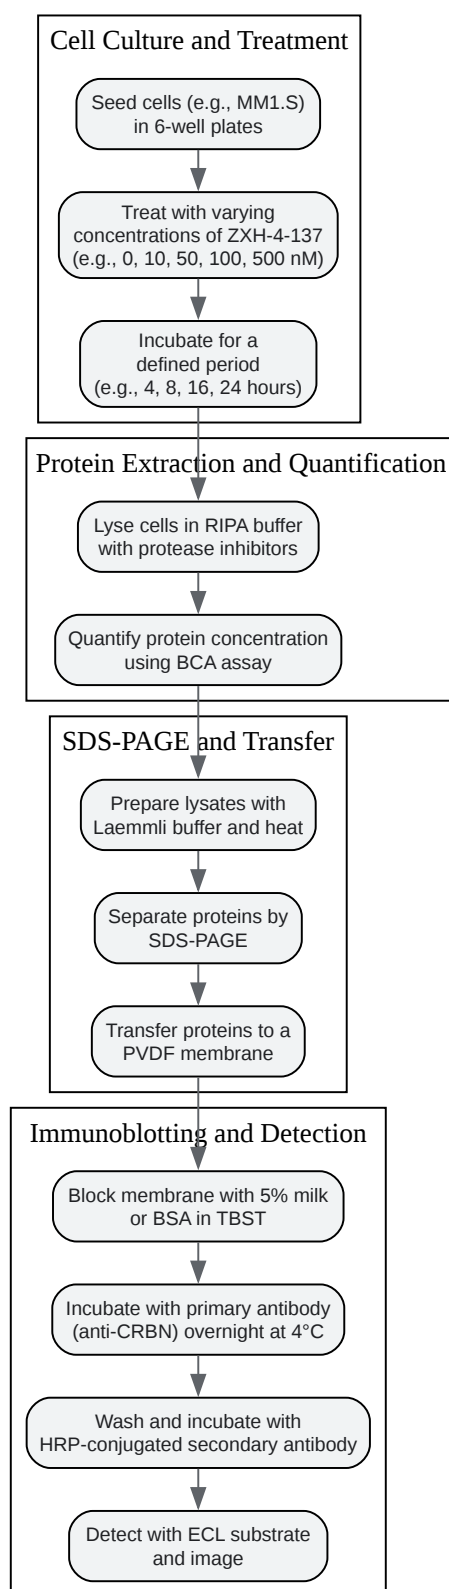 Cell Culture and Treatment
Seed cells (e.g., MM1.S)
in 6-well plates
Treat with varying
concentrations of ZXH-4-137
(e.g., 0, 10, 50, 100, 500 nM)
Incubate for a
defined period
(e.g., 4, 8, 16, 24 hours)
Protein Extraction and Quantification
Lyse cells in RIPA buffer
with protease inhibitors
Quantify protein concentration
using BCA assay
SDS-PAGE and Transfer
Prepare lysates with
Laemmli buffer and heat
Separate proteins by
SDS-PAGE
Transfer proteins to a
PVDF membrane
Immunoblotting and Detection
Block membrane with 5% milk
or BSA in TBST
Incubate with primary antibody
(anti-CRBN) overnight at 4°C
Wash and incubate with
HRP-conjugated secondary antibody
Detect with ECL substrate
and image